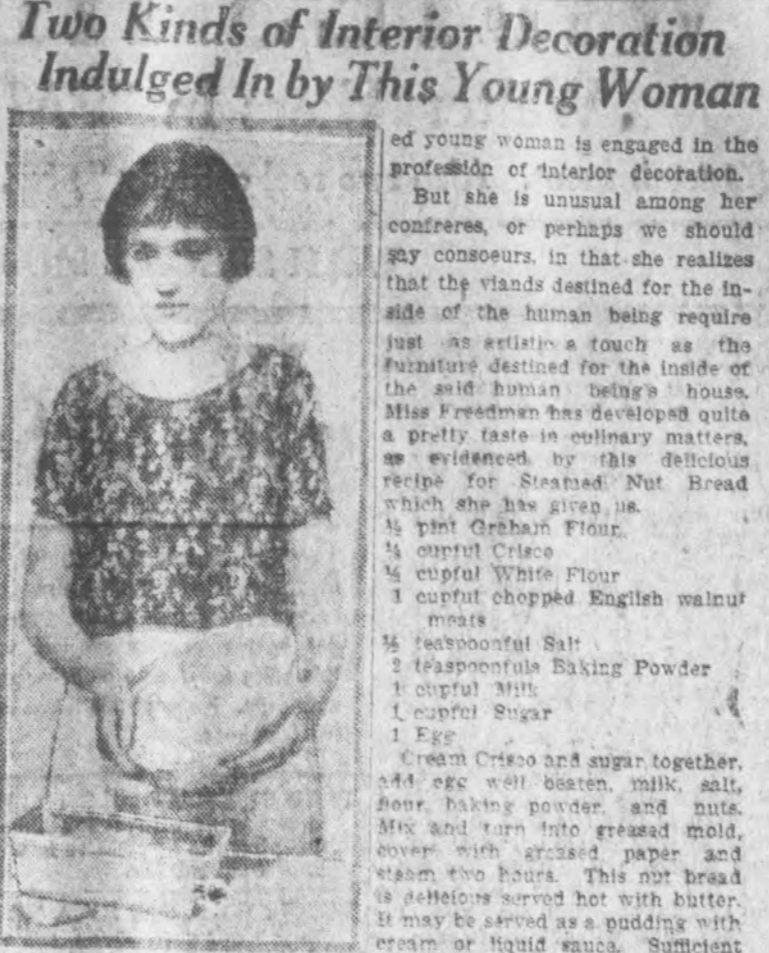 Two Kinds of Interior Decoration
Indulged In by This Young Woman
ed young woman is engaged in the
profession of interior decoration.
But she is unusual among her
confreres, or perhaps we should
say consoeurs, in that she realizes
that the viands destined for the in-
side of the human being require
just as artistic a touch as the
furniture destined for the inside of
the said human being's house.
Miss Freedman has developed quite
a pretty taste in culinary matters,
as evidenced by this delicious
recipe for Steamed Nut Bread
which she has given us.
pint Graham Flour
cupful Crisco
cupful White Flour
1 cupful chopped English walnut
meats
½ teaspoonful Salt
2 teaspoonfuls Baking Powder
1 cupful Milk
1 cupful Sugar
1 Egg
Cream Crisco and sugar together,
add egg well beaten, milk, salt,
flour, baking powder, and nuts.
Mix and turn into greased mold,
cover with greased paper and
steam two hours. This nut bread
is delicious served hot with butter.
It may be served as a pudding with
cream or liquid sauce. Sufficient